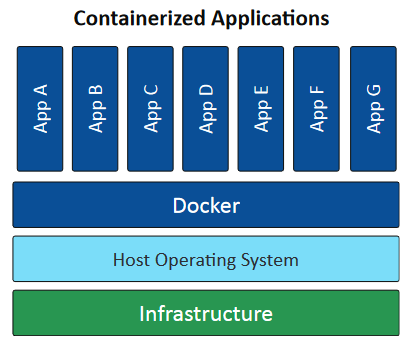 Containerized Applications
App A
App B
App C
App D
App E
App F
App G
Docker
Host Operating System
Infrastructure